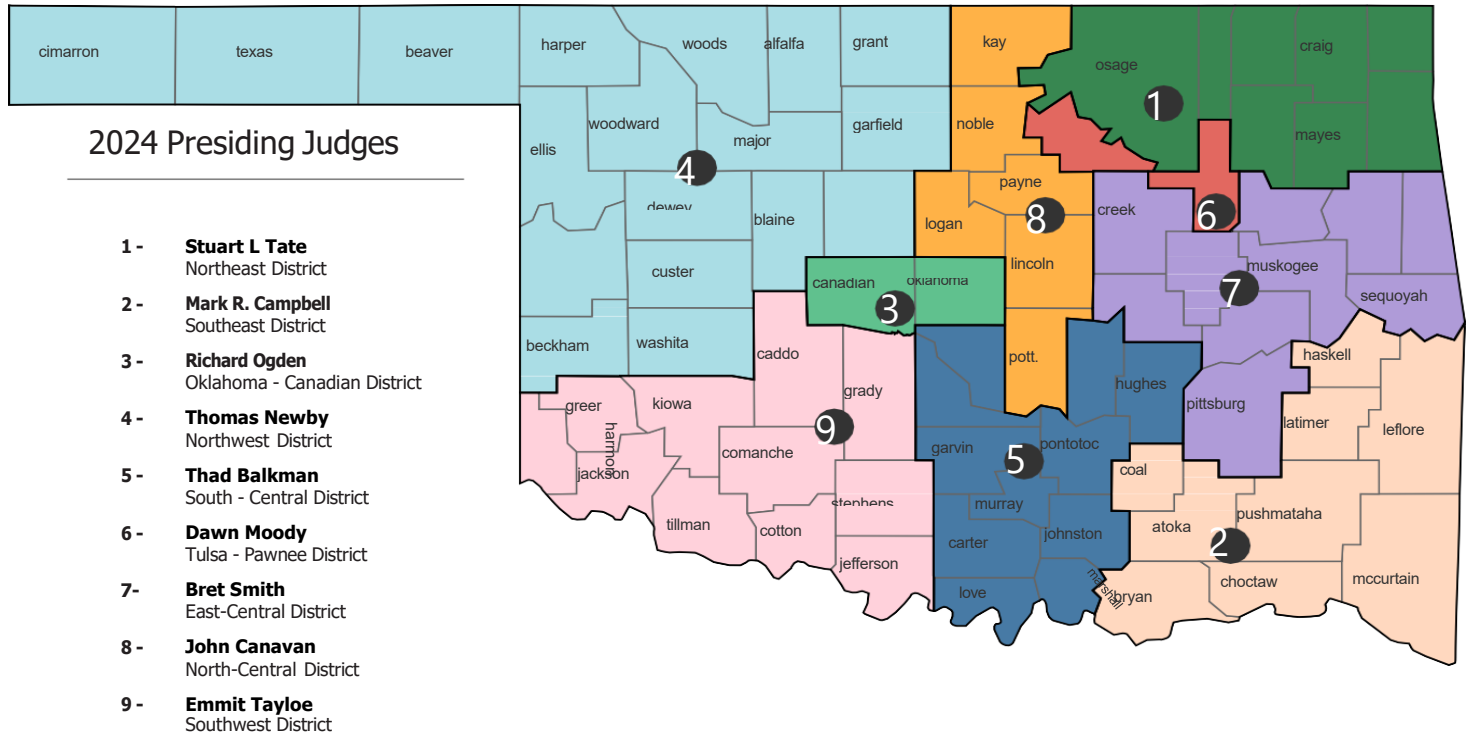 cimarron
texas
beaver
harper
woods
alfalfa
grant
kay
osage
craig
1
woodward
ellis
major
garfield
noble
mayes
4
payne
dewey
blaine
logan
8
creek
6
custer
canadian
oklahoma
lincoln
muskogee
3
7
sequoyah
beckham
washita
caddo
pott.
haskell
grady
hughes
greer
kiowa
pittsburg
9
harmon
latimer
leflore
comanche
garvin
pontotoc
5
coal
jackson
stephens
murray
tillman
cotton
carter
johnston
atoka
pushmataha
2
jefferson
love
marshall
bryan
choctaw
mccurtain
2024 Presiding Judges
1 - Stuart L Tate
Northeast District
2 - Mark R. Campbell
Southeast District
3 - Richard Ogden
Oklahoma - Canadian District
4 - Thomas Newby
Northwest District
5 - Thad Balkman
South - Central District
6 - Dawn Moody
Tulsa - Pawnee District
7- Bret Smith
East-Central District
8 - John Canavan
North-Central District
9 - Emmit Tayloe
Southwest District